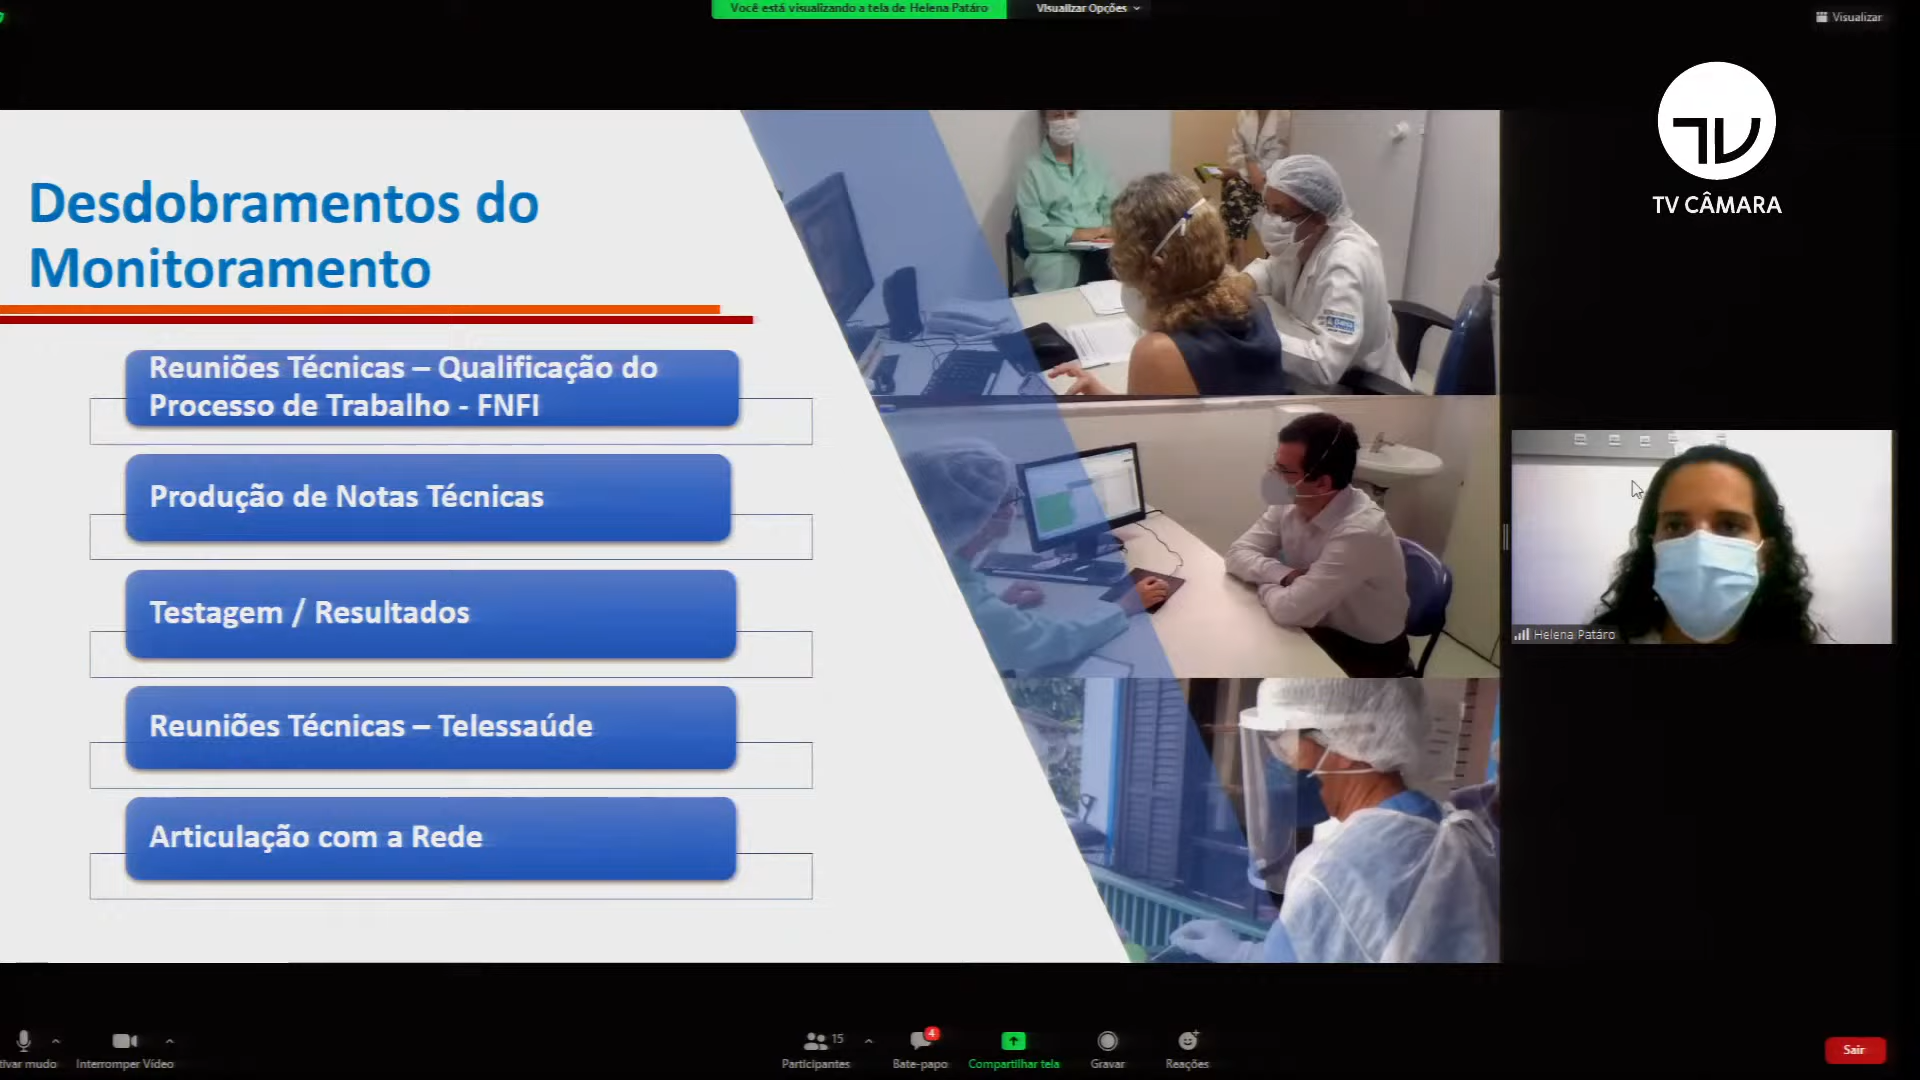 Você está visualizando a tela de Helena Patáro
Visualizar Opções
Visualizar
TV CÂMARA
Desdobramentos do
Monitoramento
Reuniões Técnicas – Qualificação do
Processo de Trabalho - FNFI
Produção de Notas Técnicas
Testagem / Resultados
Reuniões Técnicas – Telessaúde
Articulação com a Rede
Helena Patáro
tivar mudo
Interromper Vídeo
15
Participantes
4
Bate-papo
Compartilhar tela
Gravar
Reações
Sair